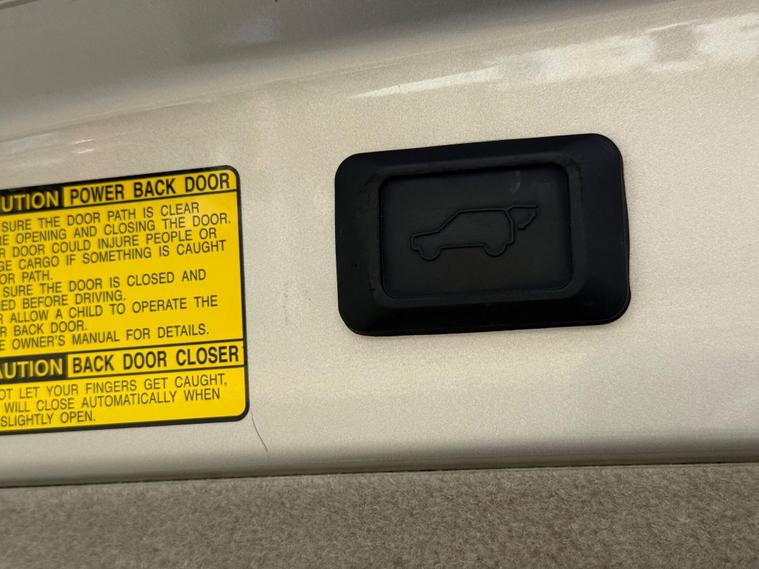 UTION POWER BACK DOOR
SURE THE DOOR PATH IS CLEAR
E OPENING AND CLOSING THE DOOR.
R DOOR COULD INJURE PEOPLE OR
GE CARGO IF SOMETHING IS CAUGHT
OR PATH.
SURE THE DOOR IS CLOSED AND
ED BEFORE DRIVING.
R ALLOW A CHILD TO OPERATE THE
R BACK DOOR.
E OWNER'S MANUAL FOR DETAILS.
AUTION BACK DOOR CLOSER
OT LET YOUR FINGERS GET CAUGHT,
WILL CLOSE AUTOMATICALLY WHEN
SLIGHTLY OPEN.